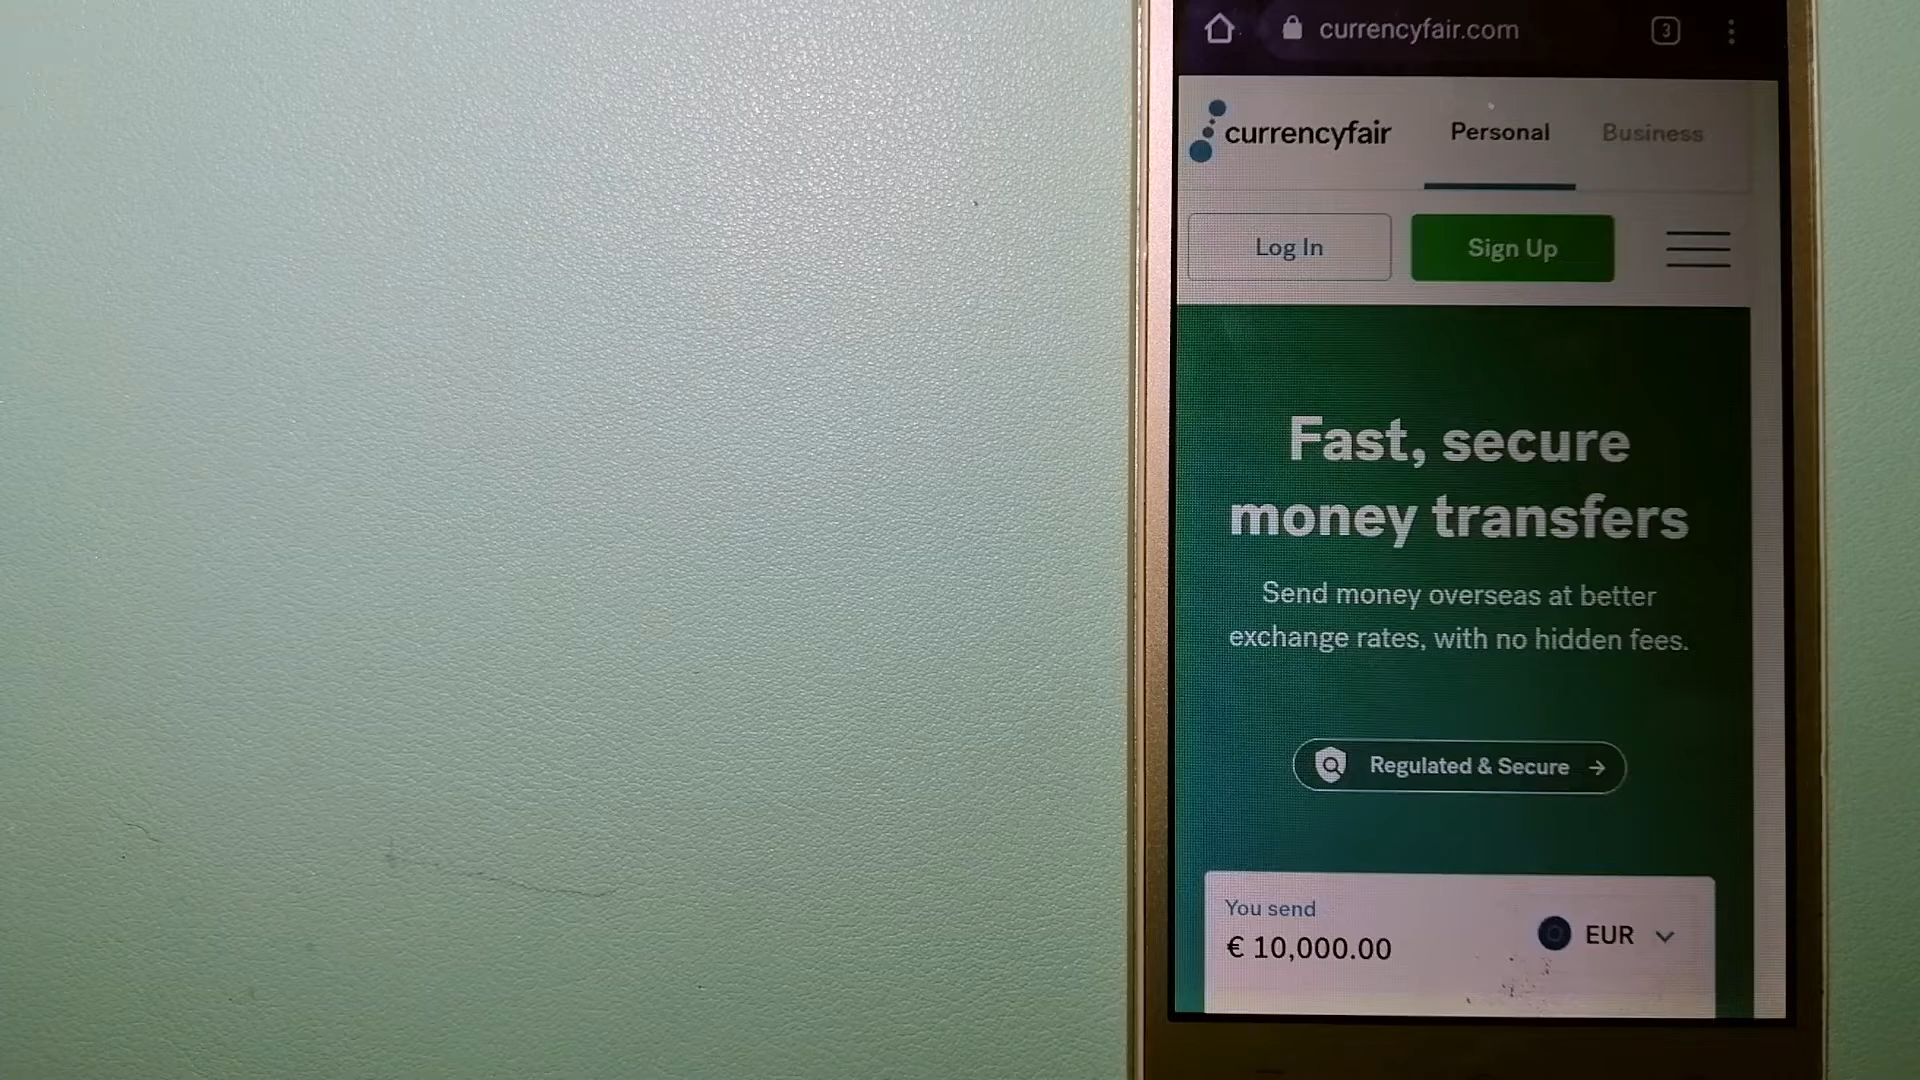 currencyfair.com
3
currencyfair
Personal
Business
Log In
Sign Up
Fast, secure
money transfers
Send money overseas at better
exchange rates, with no hidden fees.
Regulated & Secure →
You send
EUR
€ 10,000.00